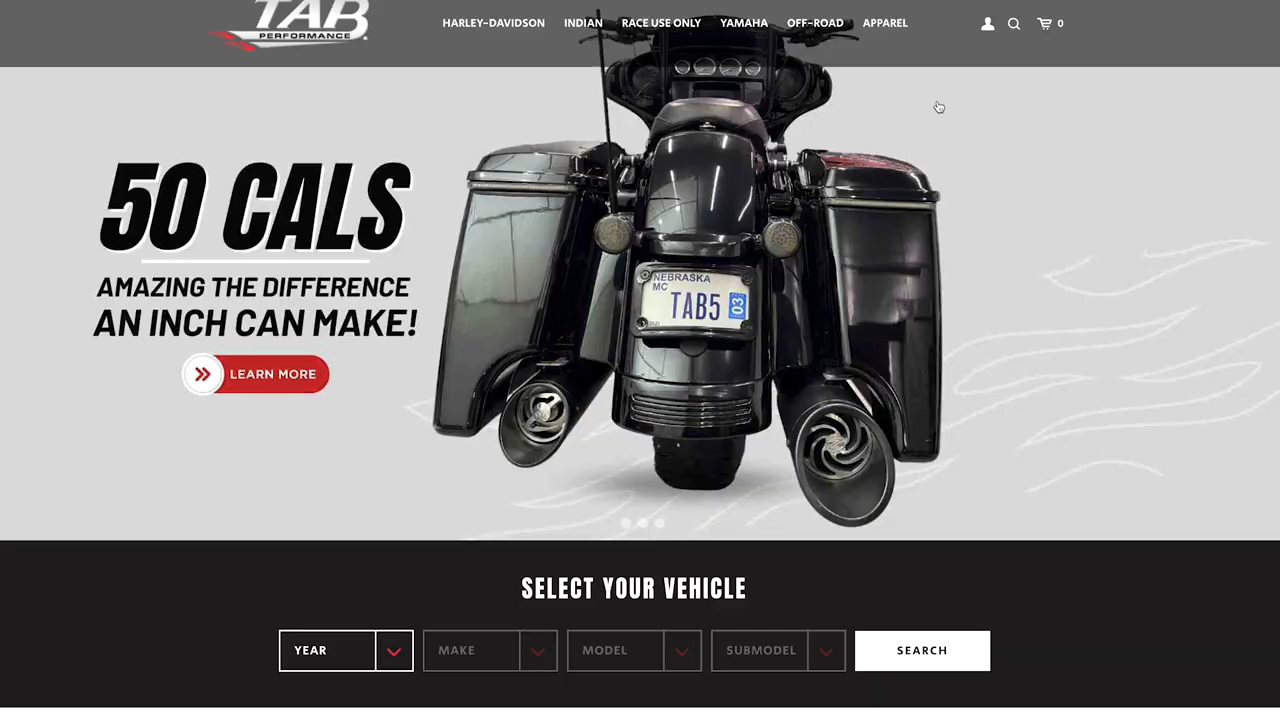 TAB
PERFORMANCE
HARLEY-DAVIDSON INDIAN RACE USE ONLY YAMAHA OFF-ROAD APPAREL 0
50 CALS
AMAZING THE DIFFERENCE
AN INCH CAN MAKE!
LEARN MORE
NEBRASKA
MC
TAB5
03
SELECT YOUR VEHICLE
YEAR MAKE MODEL SUBMODEL SEARCH